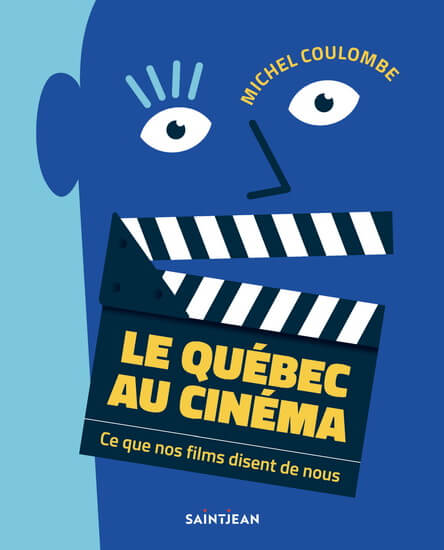 MICHEL COULOMBE
LE QUÉBEC
AU CINÉMA
Ce que nos films disent de nous
SAINTJEAN